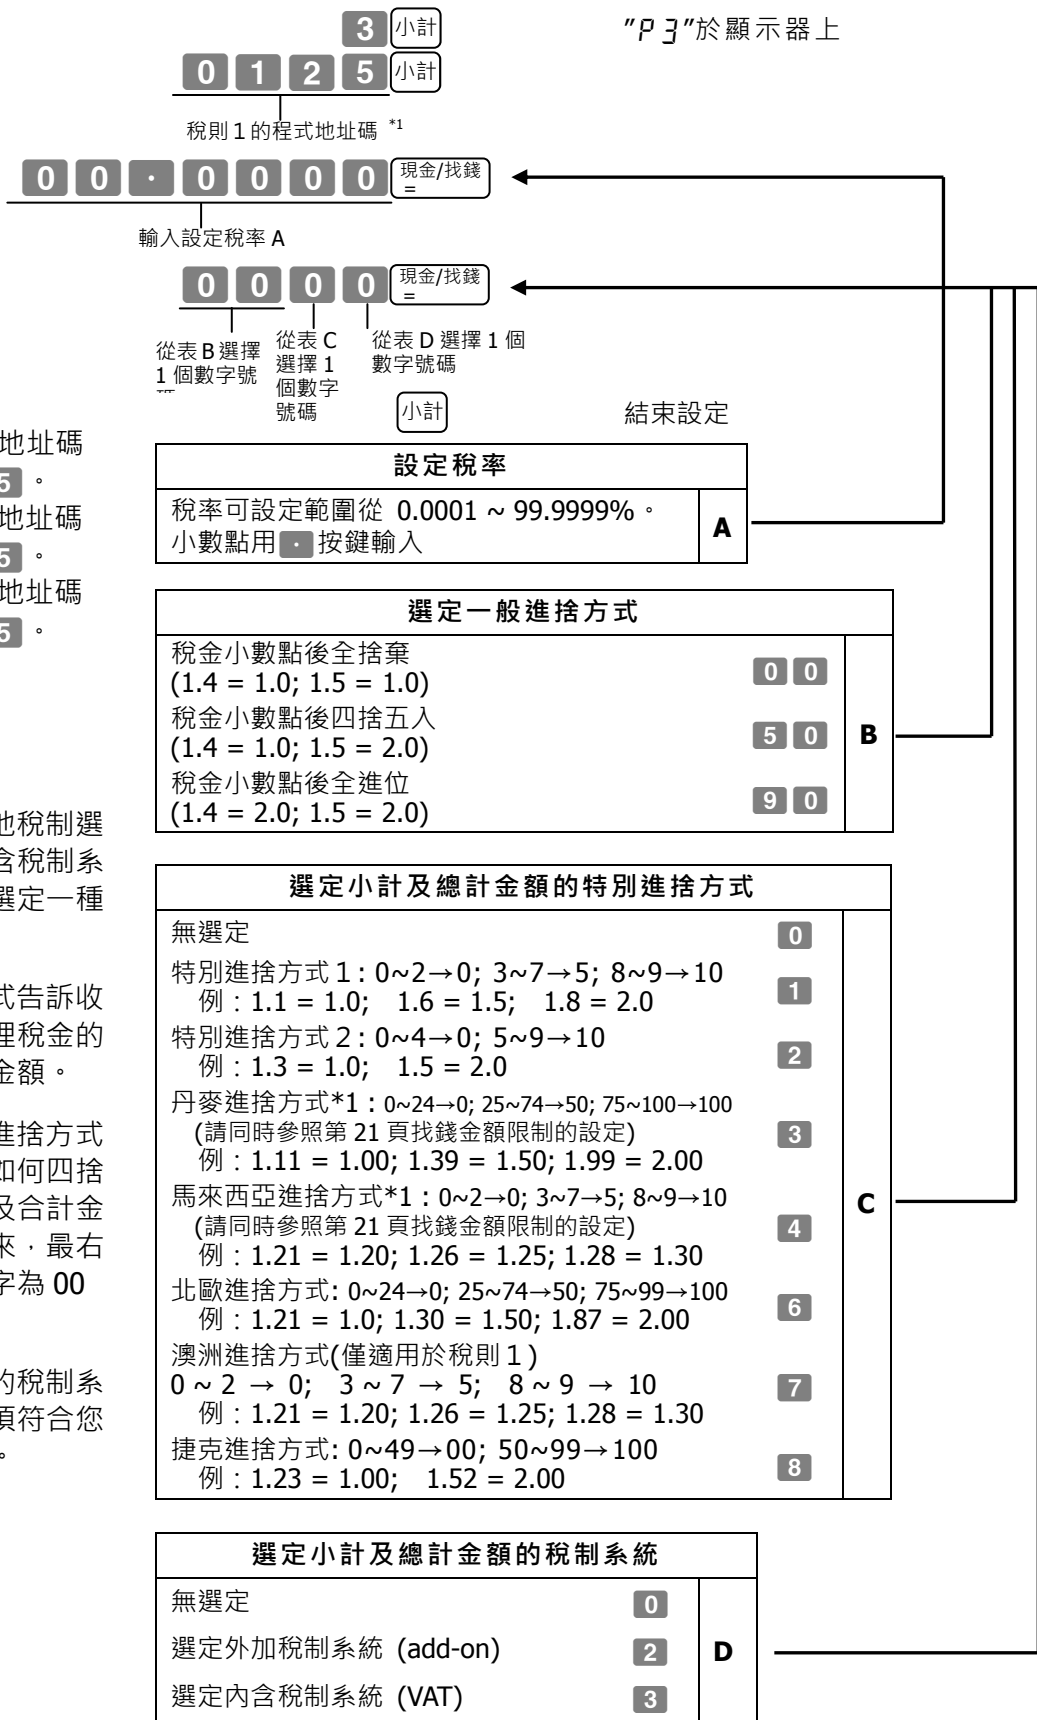 3 小計 "P3"於顯示器上
0 1 2 5 小計
稅則1的程式地址碼 *1
0 0 · 0 0 0 0 現金/找錢
=
輸入設定稅率 A
0 0 0 0 現金/找錢
=
從表B選擇
1 個數字號
從表 C
選擇 1
個數字
號碼
從表 D 選擇 1 個
數字號碼
小計 結束設定
地址碼
5 。
地址碼
5 。
地址碼
5 。
他稅制選
含稅制系
選定一種
式告訴收
理稅金的
金額。
進捨方式
如何四捨
及合計金
來，最右
字為 00
的稅制系
項符合您
。
設定稅率
稅率可設定範圍從 0.0001 ~ 99.9999%。
小數點用 · 按鍵輸入
A
選定一般進捨方式
稅金小數點後全捨棄
(1.4 = 1.0; 1.5 = 1.0) 0 0
稅金小數點後四捨五入
(1.4 = 1.0; 1.5 = 2.0) 5 0
稅金小數點後全進位
(1.4 = 2.0; 1.5 = 2.0) 9 0
B
選定小計及總計金額的特別進捨方式
無選定 0
特別進捨方式 1 : 0~2→0; 3~7→5; 8~9→10
例：1.1 = 1.0; 1.6 = 1.5; 1.8 = 2.0 1
特別進捨方式 2 : 0~4→0; 5~9→10
例：1.3 = 1.0; 1.5 = 2.0 2
丹麥進捨方式*1 : 0~24→0; 25~74→50; 75~100→100
(請同時參照第 21 頁找錢金額限制的設定) 3
例：1.11 = 1.00; 1.39 = 1.50; 1.99 = 2.00
馬來西亞進捨方式*1 : 0~2→0; 3~7→5; 8~9→10
(請同時參照第 21 頁找錢金額限制的設定) 4
例：1.21 = 1.20; 1.26 = 1.25; 1.28 = 1.30
北歐進捨方式: 0~24→0; 25~74→50; 75~99→100
例：1.21 = 1.0; 1.30 = 1.50; 1.87 = 2.00 6
澳洲進捨方式(僅適用於稅則 1 )
0 ~ 2 → 0; 3 ~ 7 → 5; 8 ~ 9 → 10 7
例：1.21 = 1.20; 1.26 = 1.25; 1.28 = 1.30
捷克進捨方式: 0~49→00; 50~99→100
例：1.23 = 1.00; 1.52 = 2.00 8
C
選定小計及總計金額的稅制系統
無選定 0
選定外加稅制系統 (add-on) 2
選定內含稅制系統 (VAT) 3
D